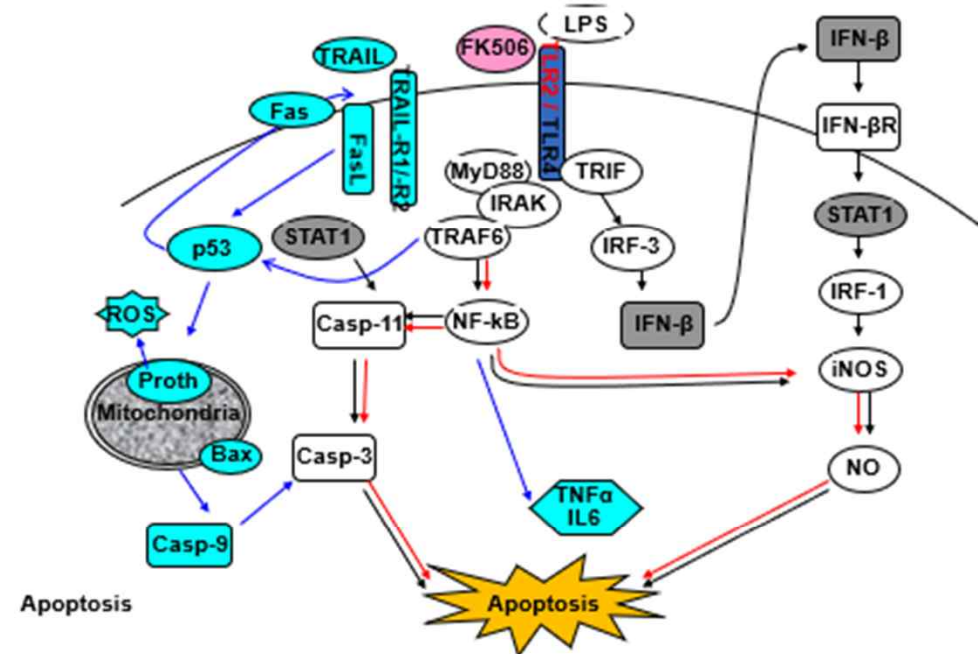 LPS
IFN-β
FK506
TRAIL
TLR2 / TLR4
TRAIL-R1/-R2
Fas
FasL
IFN-βR
MyD88
TRIF
IRAK
STAT1
STAT1
TRAF6
p53
IRF-3
IRF-1
ROS
Casp-11
NF-kB
IFN-β
iNOS
Proth
Mitochondria
Bax
Casp-3
NO
TNFα
IL6
Casp-9
Apoptosis
Apoptosis